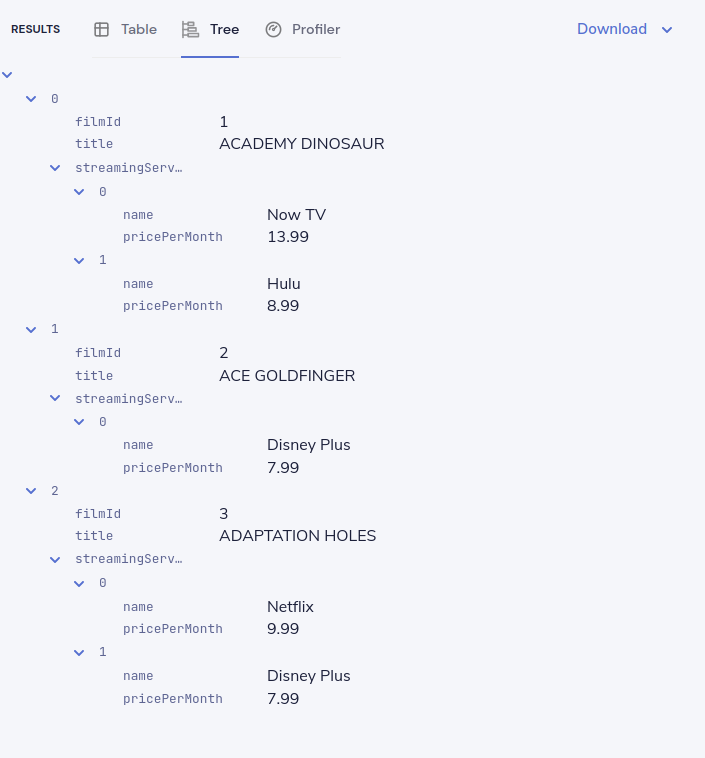 RESULTS Table Tree Profiler Download
0
filmId 1
title ACADEMY DINOSAUR
streamingServ…
0
name Now TV
pricePerMonth 13.99
1
name Hulu
pricePerMonth 8.99
1
filmId 2
title ACE GOLDFINGER
streamingServ…
0
name Disney Plus
pricePerMonth 7.99
2
filmId 3
title ADAPTATION HOLES
streamingServ…
0
name Netflix
pricePerMonth 9.99
1
name Disney Plus
pricePerMonth 7.99